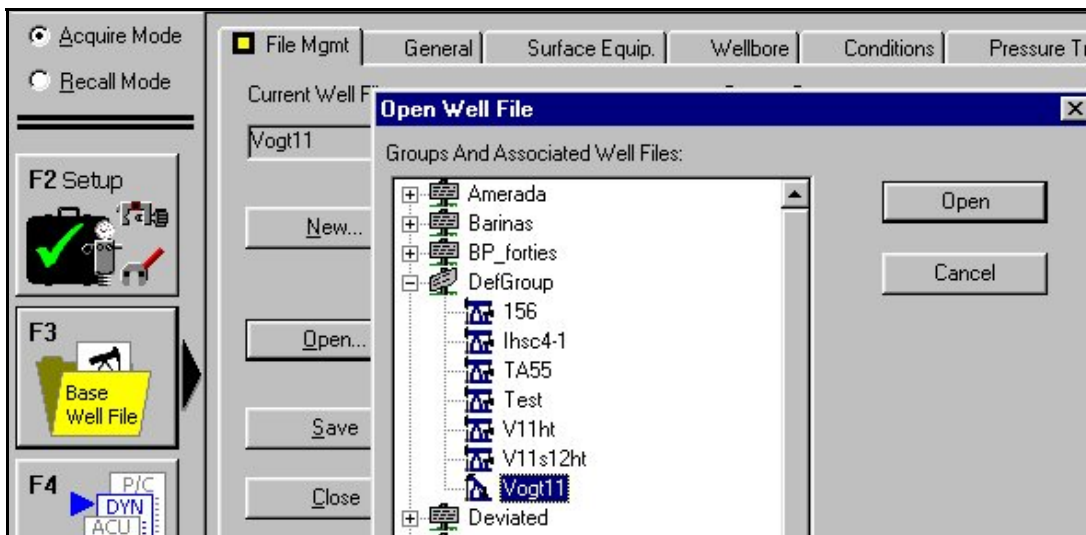 Acquire Mode
Recall Mode
F2 Setup
F3
Base
Well File
F4
P/C
DYN
ACU
File Mgmt
General
Surface Equip.
Wellbore
Conditions
Pressure Tr
Current Well F
Vogt11
New...
Open...
Save
Close
Open Well File
Groups And Associated Well Files:
Amerada
Barinas
BP_forties
DefGroup
156
lhsc4-1
TA55
Test
V11ht
V11s12ht
Vogt11
Deviated
Open
Cancel